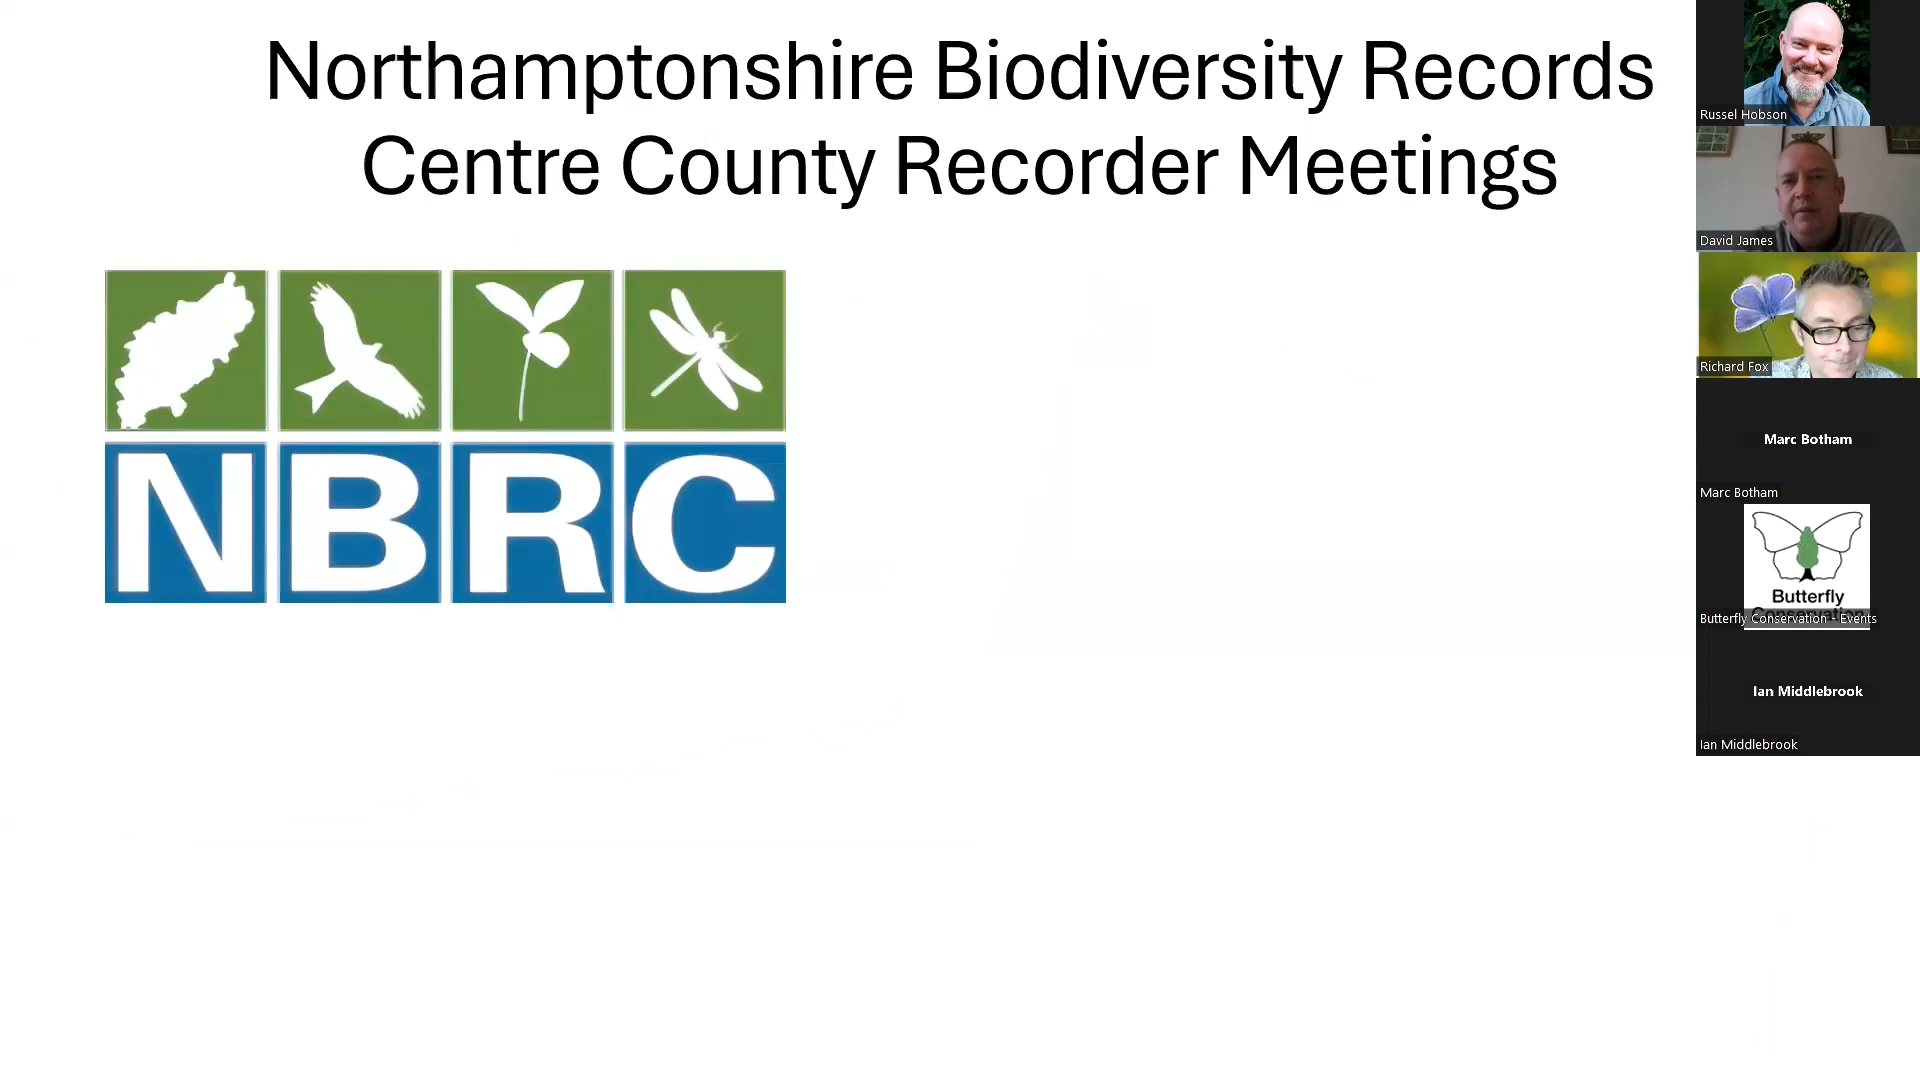 Northamptonshire Biodiversity Records
Centre County Recorder Meetings
NBRC
Russel Hobson
David James
Richard Fox
Marc Botham
Marc Botham
Butterfly
Conservation
Butterfly Conservation - Events
Ian Middlebrook
Ian Middlebrook